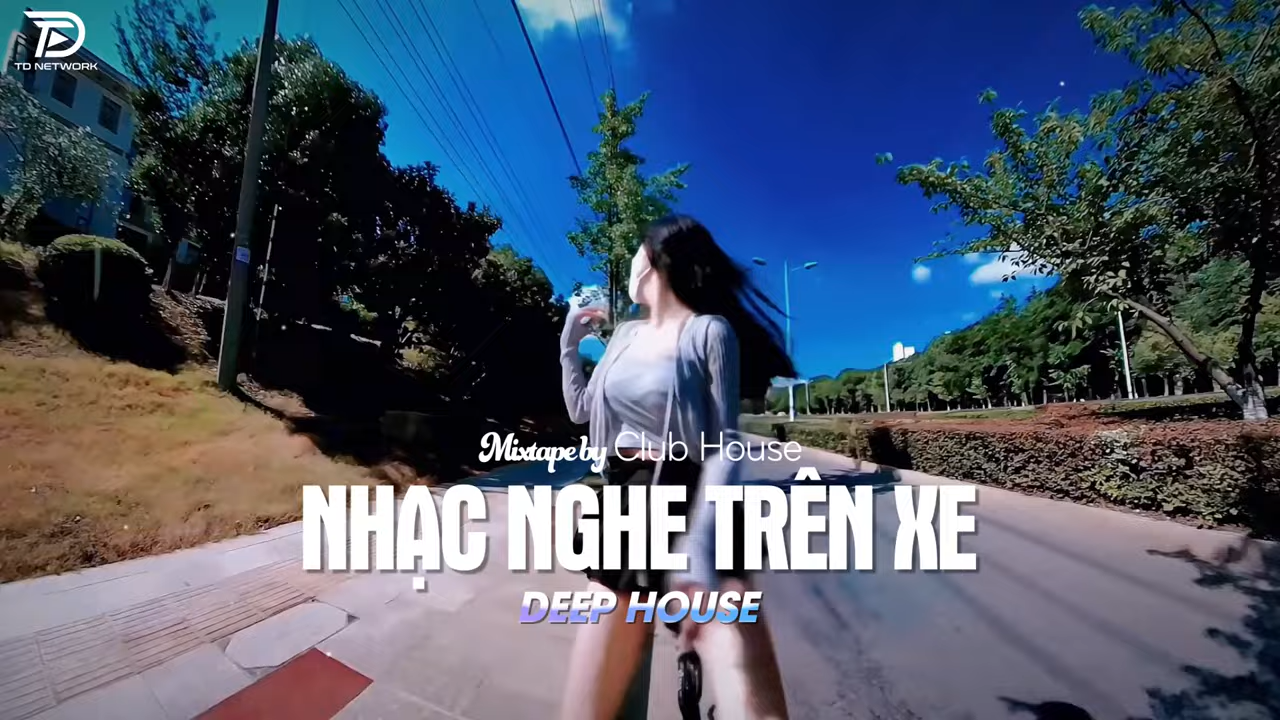 TD NETWORK
Mixtape by Club House
NHẠC NGHE TRÊN XE
DEEP HOUSE